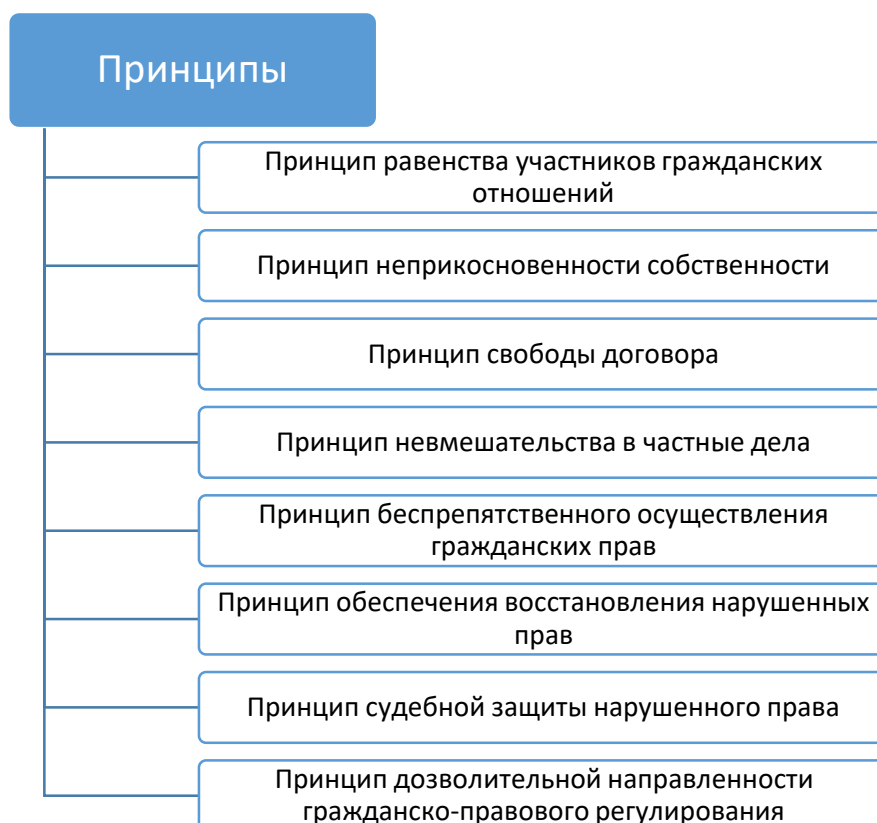 Принципы
Принцип равенства участников гражданских
отношений
Принцип неприкосновенности собственности
Принцип свободы договора
Принцип невмешательства в частные дела
Принцип беспрепятственного осуществления
гражданских прав
Принцип обеспечения восстановления нарушенных
прав
Принцип судебной защиты нарушенного права
Принцип дозволительной направленности
гражданско-правового регулирования